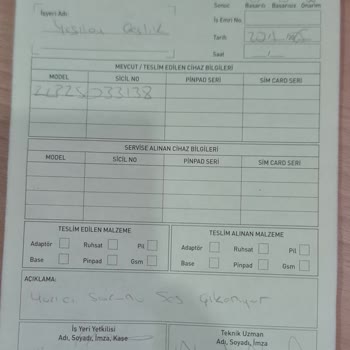 Sonuç Başarılı Başarısız Onarım
İşyeri Adı:
İş Emri No.
Tarih
Saat
MEVCUT / TESLİM EDİLEN CİHAZ BİLGİLERİ
MODEL SİCİL NO PİNPAD SERİ SİM CARD SERİ
033138
SERVİSE ALINAN CİHAZ BİLGİLERİ
MODEL SİCİL NO PİNPAD SERİ SİM CARD SERİ
TESLİM EDİLEN MALZEME TESLİM ALINAN MALZEME
Adaptör Ruhsat Pil Adaptör Ruhsat Pil
Base Pinpad Gsm Base Pinpad Gsm
AÇIKLAMA:
Yazıcı Sorunu Ses Çıkarıyor
İş Yeri Yetkilisi Teknik Uzman
Adı, Soyadı, İmza, Kaşe Adı, Soyadı, İmza